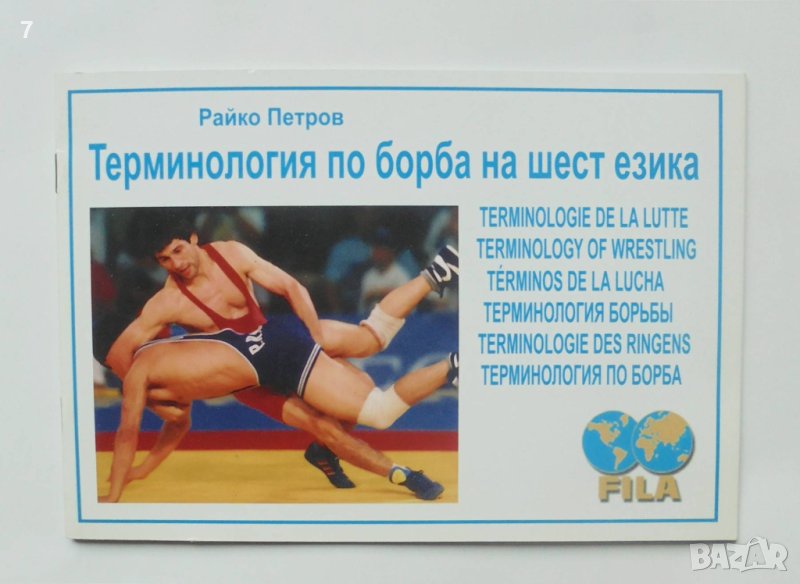 7
Райко Петров
Терминология по борба на шест езика
TERMINOLOGIE DE LA LUTTE
TERMINOLOGY OF WRESTLING
TÉRMINOS DE LA LUCHA
ТЕРМИНОЛОГИЯ БОРЬБЫ
TERMINOLOGIE DES RINGENS
ТЕРМИНОЛОГИЯ ПО БОРБА
FILA
BAZAR